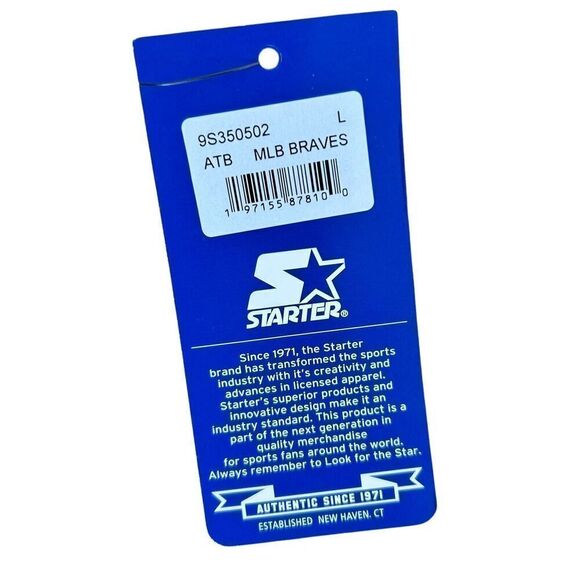 9S350502 L
ATB MLB BRAVES
1 97155 87810 0
STARTER®
Since 1971, the Starter
brand has transformed the sports
industry with it's creativity and
advances in licensed apparel.
Starter's superior products and
innovative design make it an
industry standard. This product is a
part of the next generation in
quality merchandise
for sports fans around the world.
Always remember to Look for the Star.
AUTHENTIC SINCE 1971
ESTABLISHED NEW HAVEN. CT